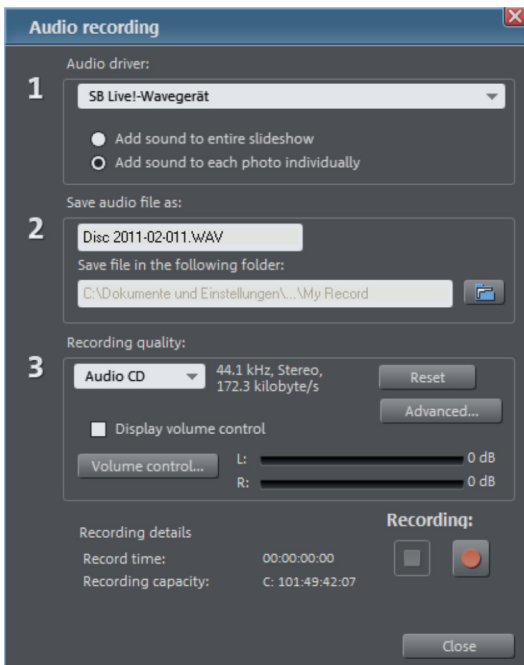 Audio recording
Audio driver:
1
SB Live!-Wavegerät
Add sound to entire slideshow
Add sound to each photo individually
Save audio file as:
2
Disc 2011-02-011.WAV
Save file in the following folder:
C:\Dokumente und Einstellungen\...\My Record
Recording quality:
3
Audio CD
44.1 kHz, Stereo,
172.3 kilobyte/s
Reset
Advanced...
Display volume control
Volume control...
L:
0 dB
R:
0 dB
Recording:
Recording details
Record time:
00:00:00:00
Recording capacity:
C: 101:49:42:07
Close